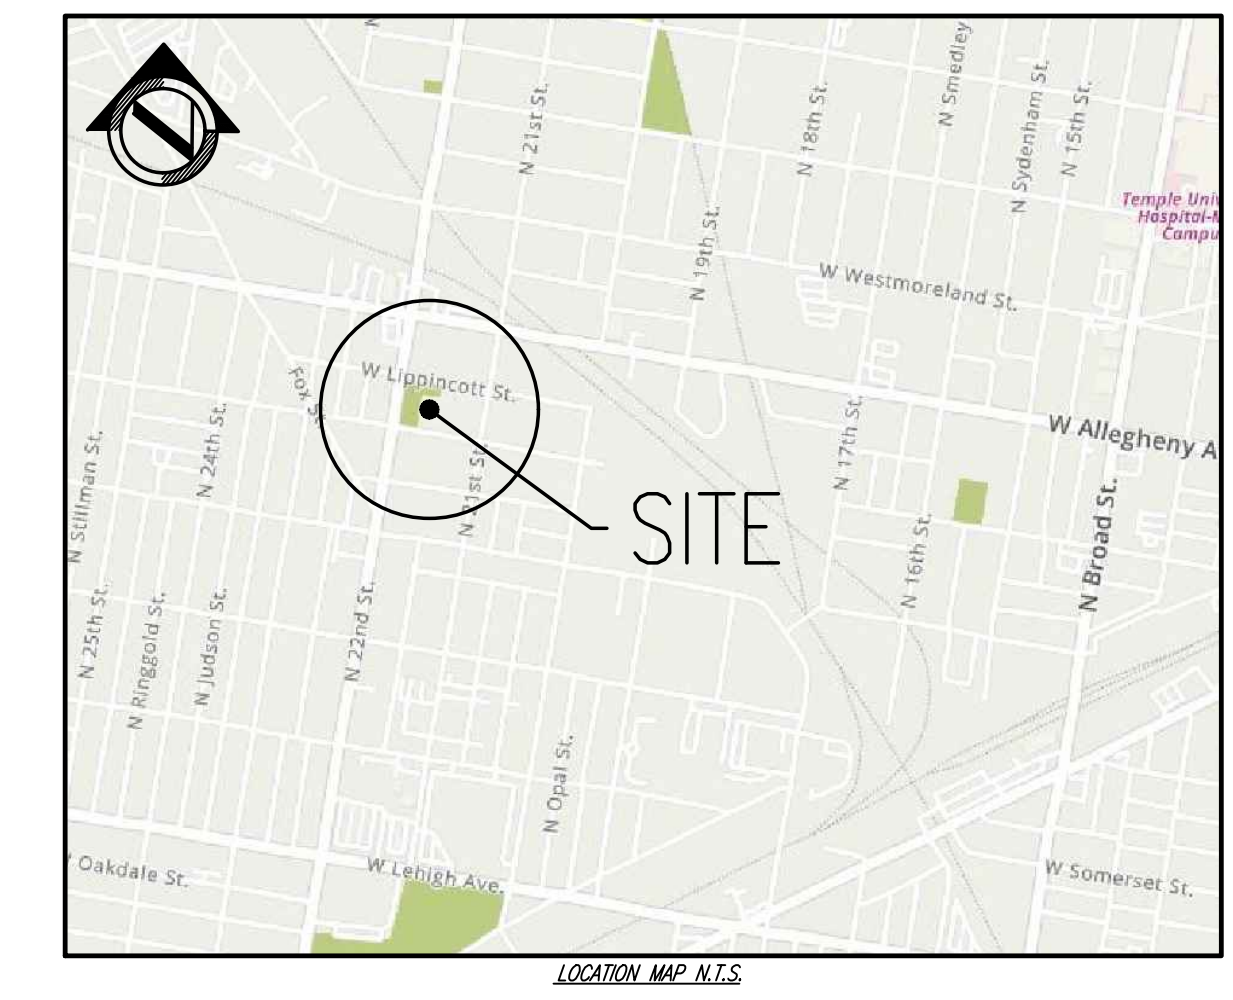 N 21st St.
N 18th St.
N Smedley
N Sydenham St.
N 15th St.
Temple Univ
Hospital-M
Campu
N 19th St.
W Westmoreland St.
W Lippincott St.
Fox St.
N 17th St.
W Allegheny A
N Stillman St.
N 24th St.
N 21st St.
SITE
N 16th St.
N Broad St.
N 25th St.
N Ringgold St.
N Judson St.
N 22nd St.
N Opal St.
Oakdale St.
W Lehigh Ave.
W Somerset St.
LOCATION MAP N.T.S.